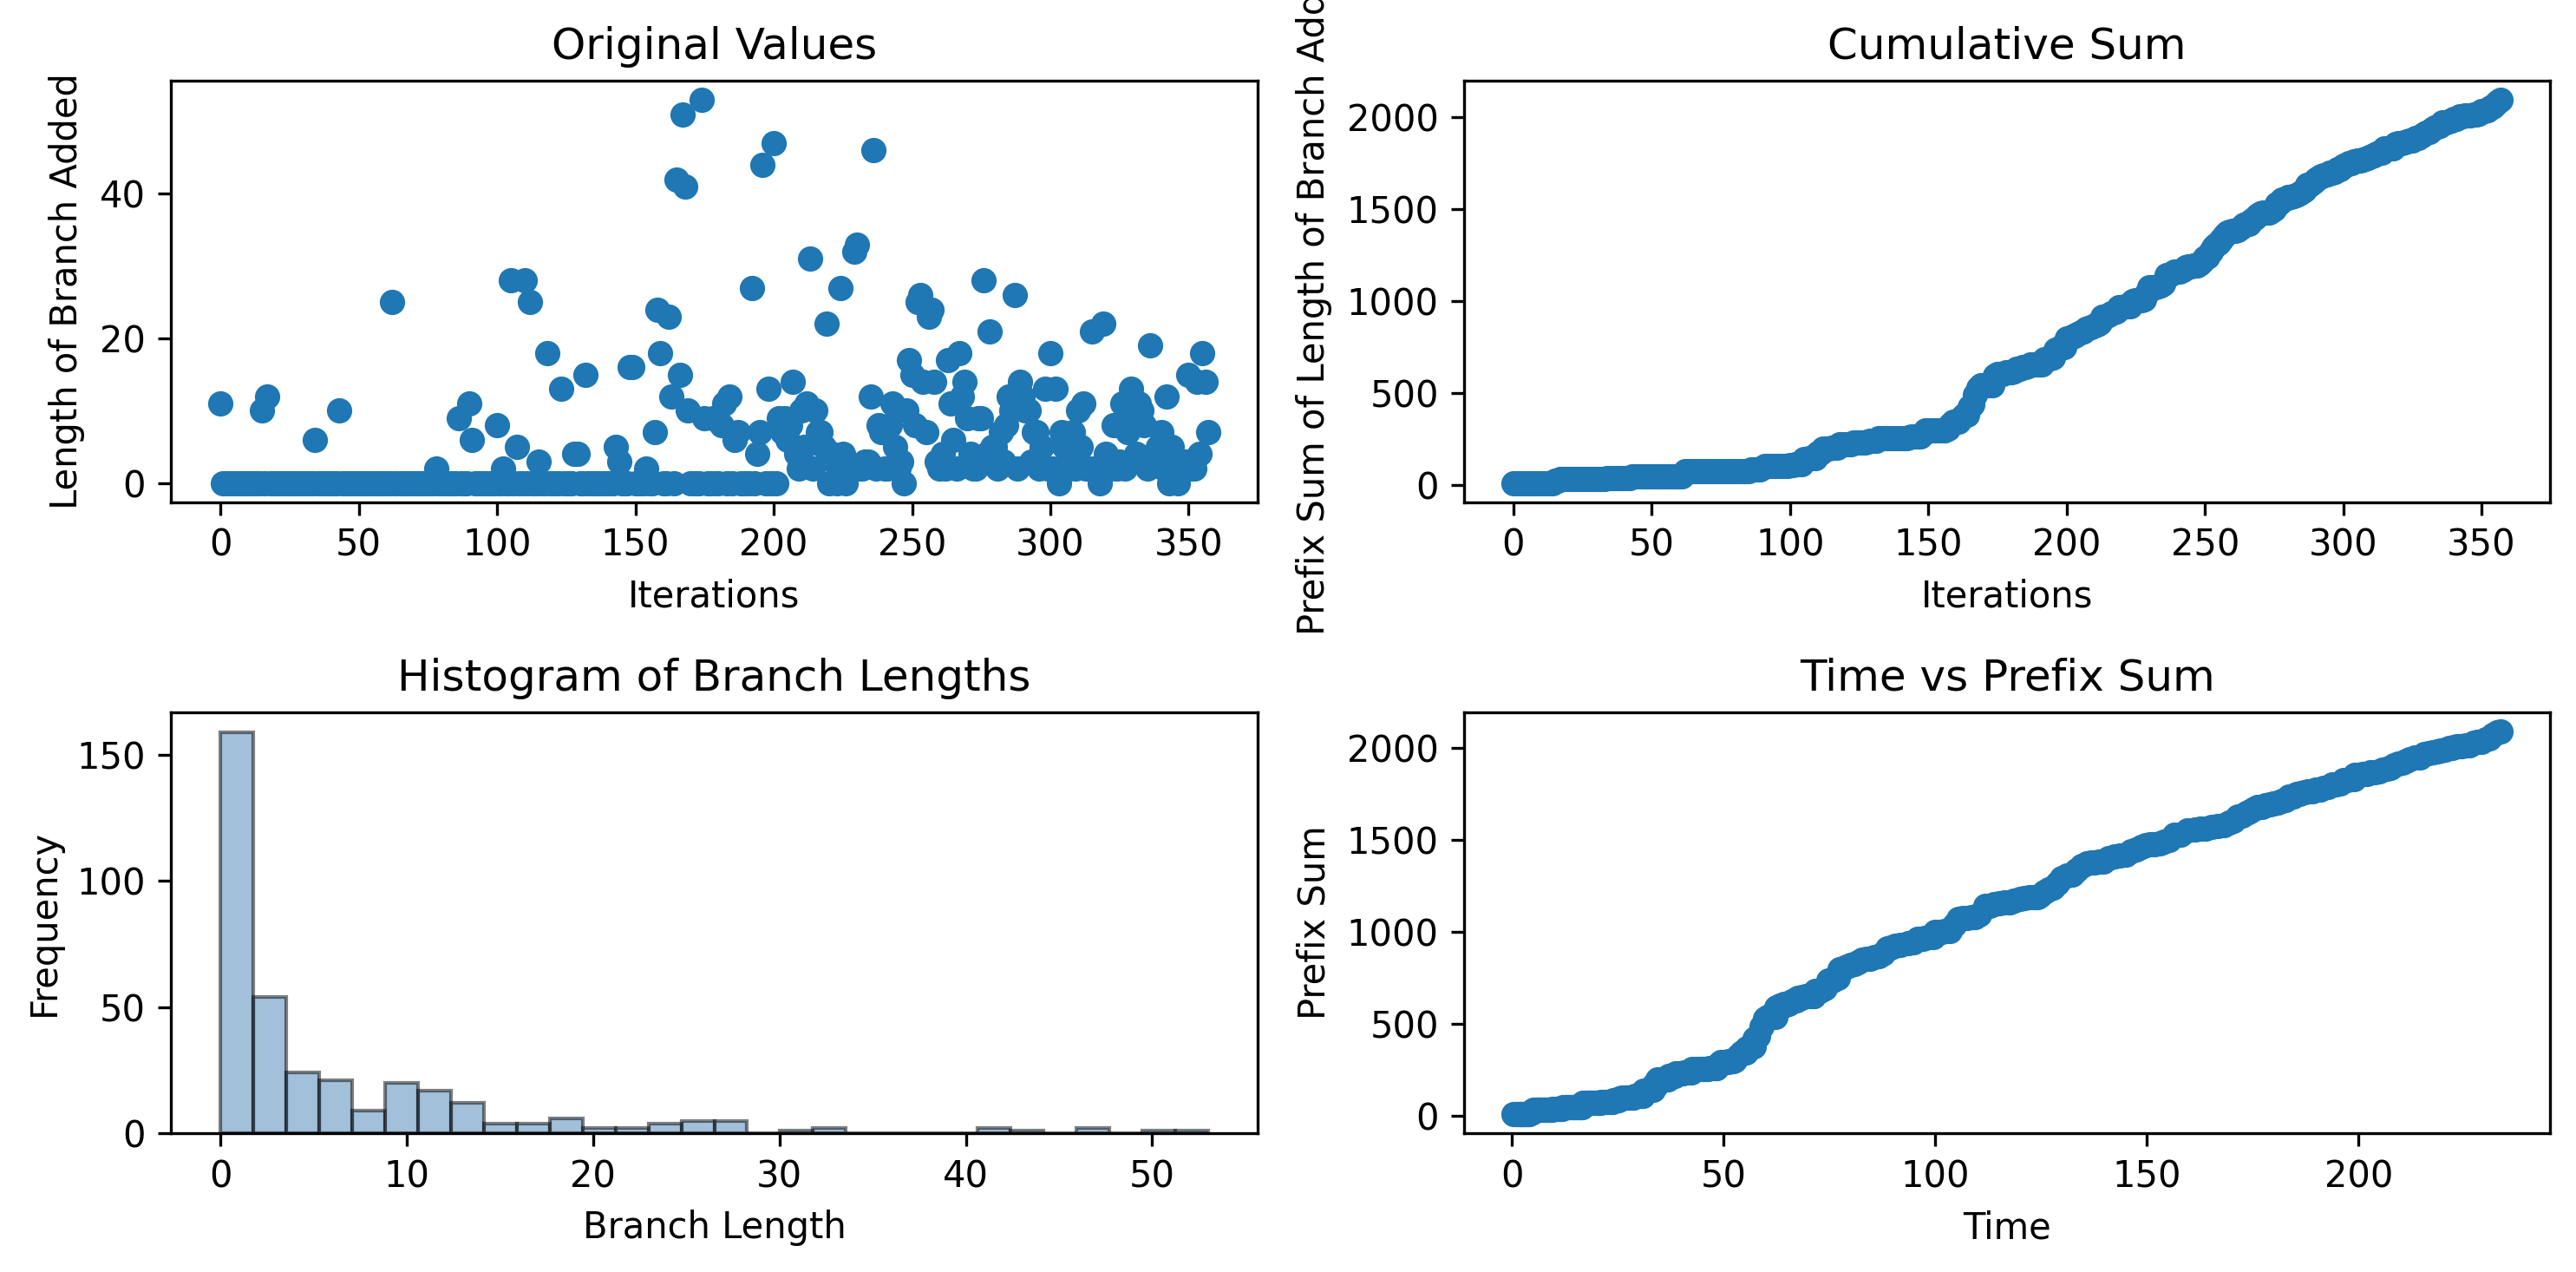 Original Values
Length of Branch Added
0
20
40
0 50 100 150 200 250 300 350
Iterations
Cumulative Sum
Prefix Sum of Length of Branch
0
500
1000
1500
2000
0 50 100 150 200 250 300 350
Iterations
Histogram of Branch Lengths
Frequency
0
50
100
150
0 10 20 30 40 50
Branch Length
Time vs Prefix Sum
Prefix Sum
0
500
1000
1500
2000
0 50 100 150 200
Time